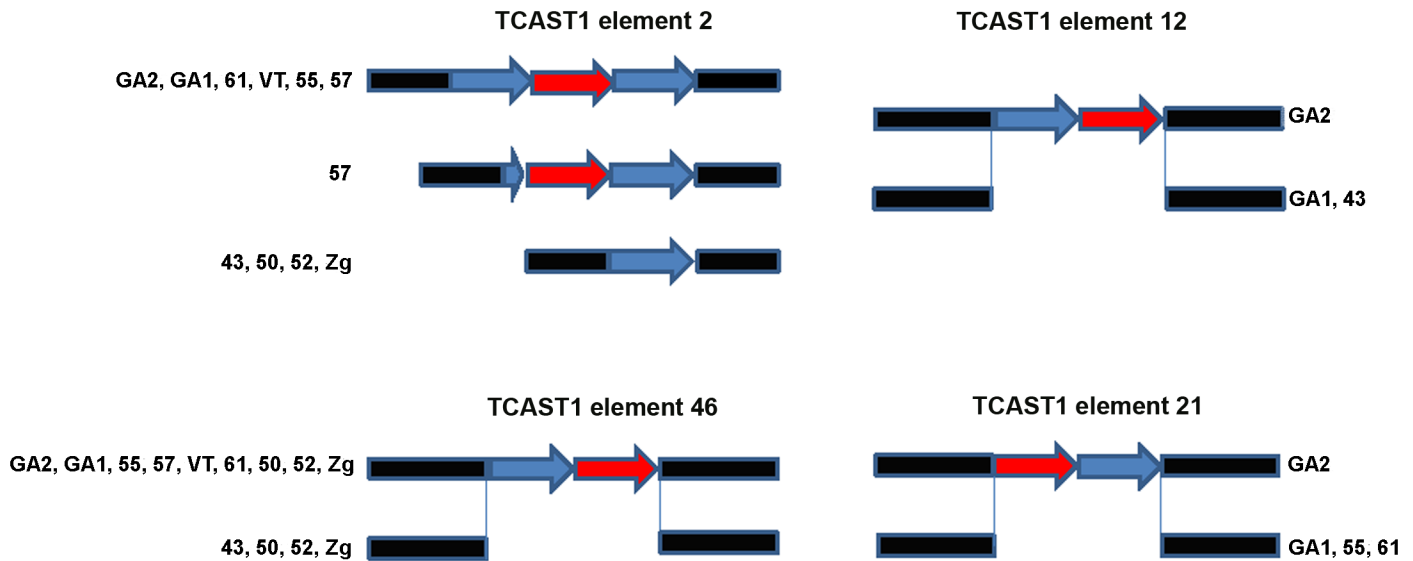 TCAST1 element 2
GA2, GA1, 61, VT, 55, 57
57
43, 50, 52, Zg
TCAST1 element 12
GA2
GA1, 43
TCAST1 element 46
GA2, GA1, 55, 57, VT, 61, 50, 52, Zg
43, 50, 52, Zg
TCAST1 element 21
GA2
GA1, 55, 61